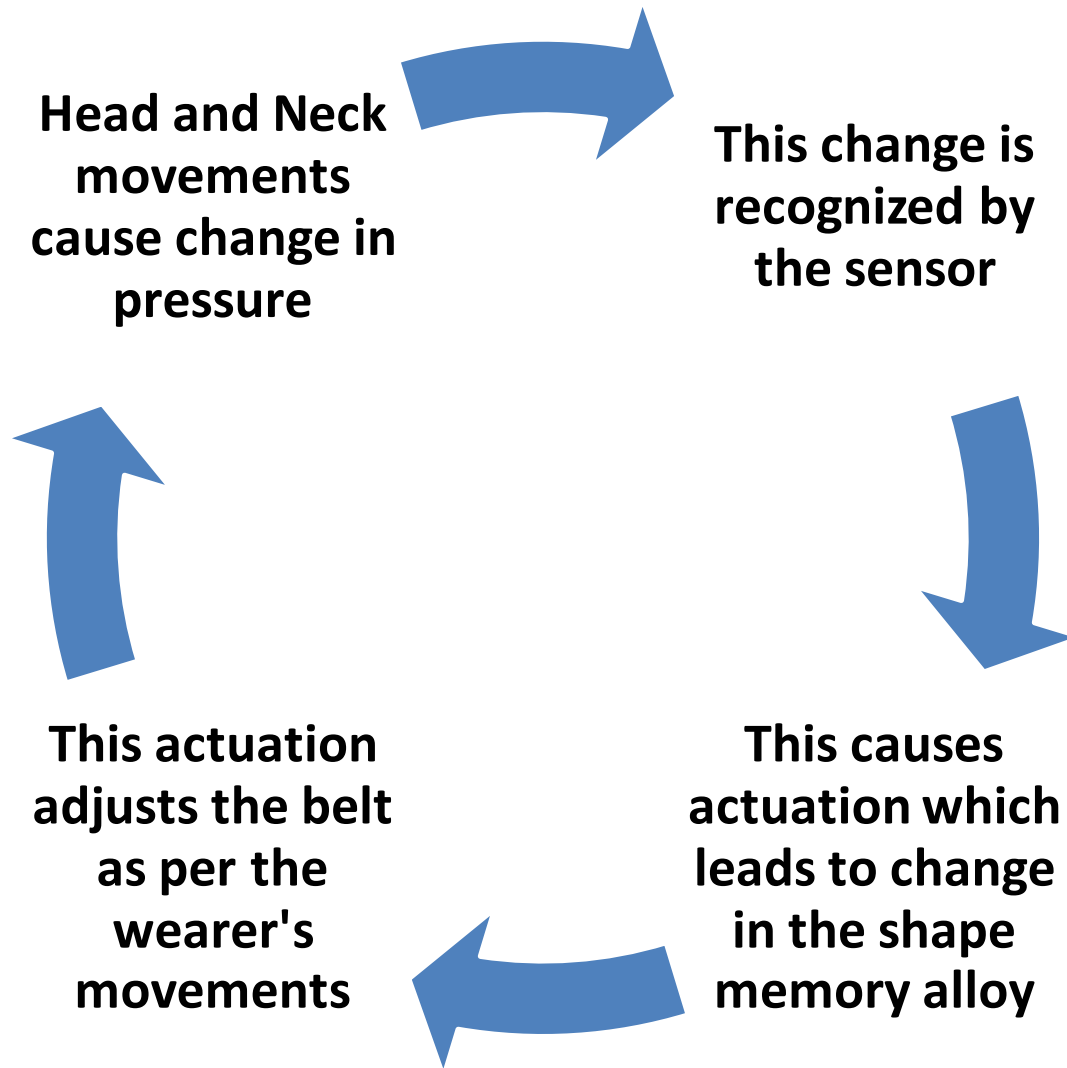 Head and Neck
movements
cause change in
pressure
This change is
recognized by
the sensor
This causes
actuation which
leads to change
in the shape
memory alloy
This actuation
adjusts the belt
as per the
wearer's
movements